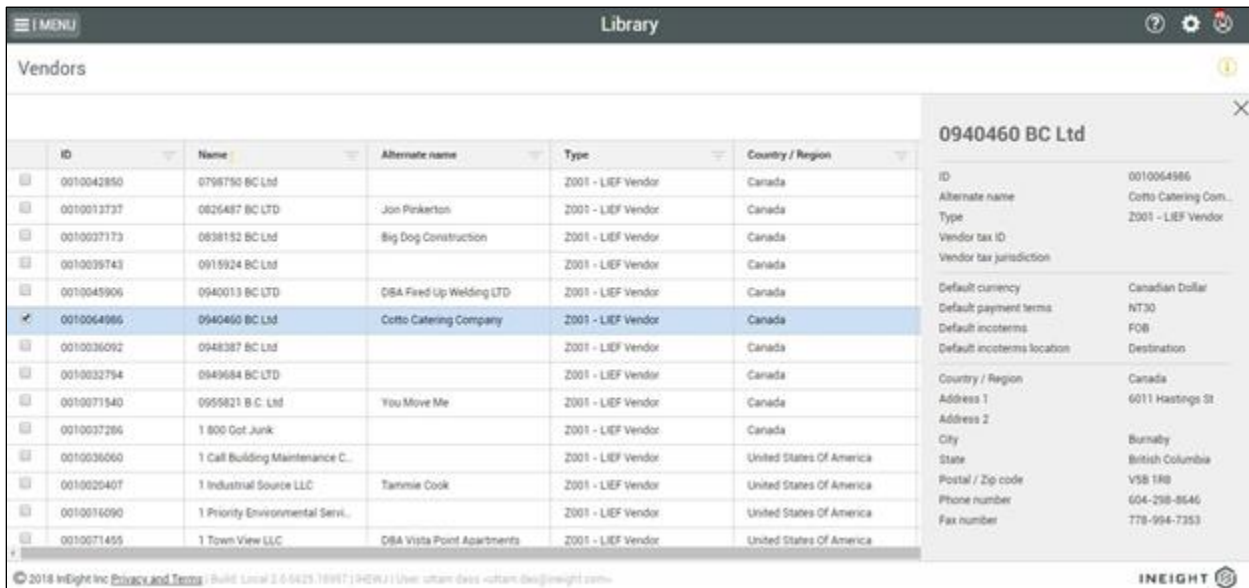 MENU
Library
Vendors
ID Name Alternate name Type Country / Region
0010042850 0798750 BC Ltd Z001 - LIEF Vendor Canada
0010013737 0826487 BC LTD Jon Pinkerton Z001 - LIEF Vendor Canada
0010037173 0838152 BC Ltd Big Dog Construction Z001 - LIEF Vendor Canada
0010039743 0915924 BC Ltd Z001 - LIEF Vendor Canada
0010045906 0940013 BC LTD DBA Fired Up Welding LTD Z001 - LIEF Vendor Canada
0010064986 0940460 BC Ltd Cotto Catering Company Z001 - LIEF Vendor Canada
0010036092 0948387 BC Ltd Z001 - LIEF Vendor Canada
0010032794 0949684 BC LTD Z001 - LIEF Vendor Canada
0010071540 0955821 B.C. Ltd You Move Me Z001 - LIEF Vendor Canada
0010037286 1 800 Got Junk Z001 - LIEF Vendor Canada
0010036060 1 Call Building Maintenance C... Z001 - LIEF Vendor United States Of America
0010020407 1 Industrial Source LLC Tammie Cook Z001 - LIEF Vendor United States Of America
0010016090 1 Priority Environmental Servi... Z001 - LIEF Vendor United States Of America
0010071455 1 Town View LLC DBA Vista Point Apartments Z001 - LIEF Vendor United States Of America
0940460 BC Ltd
ID 0010064986
Alternate name Cotto Catering Com...
Type Z001 - LIEF Vendor
Vendor tax ID
Vendor tax jurisdiction
Default currency Canadian Dollar
Default payment terms NT30
Default incoterms FOB
Default incoterms location Destination
Country / Region Canada
Address 1 6011 Hastings St
Address 2
City Burnaby
State British Columbia
Postal / Zip code V5B 1R8
Phone number 604-298-8646
Fax number 778-994-7353
© 2018 InEight Inc Privacy and Terms | Build: Local 2.0 | User: uttam dass
INEIGHT